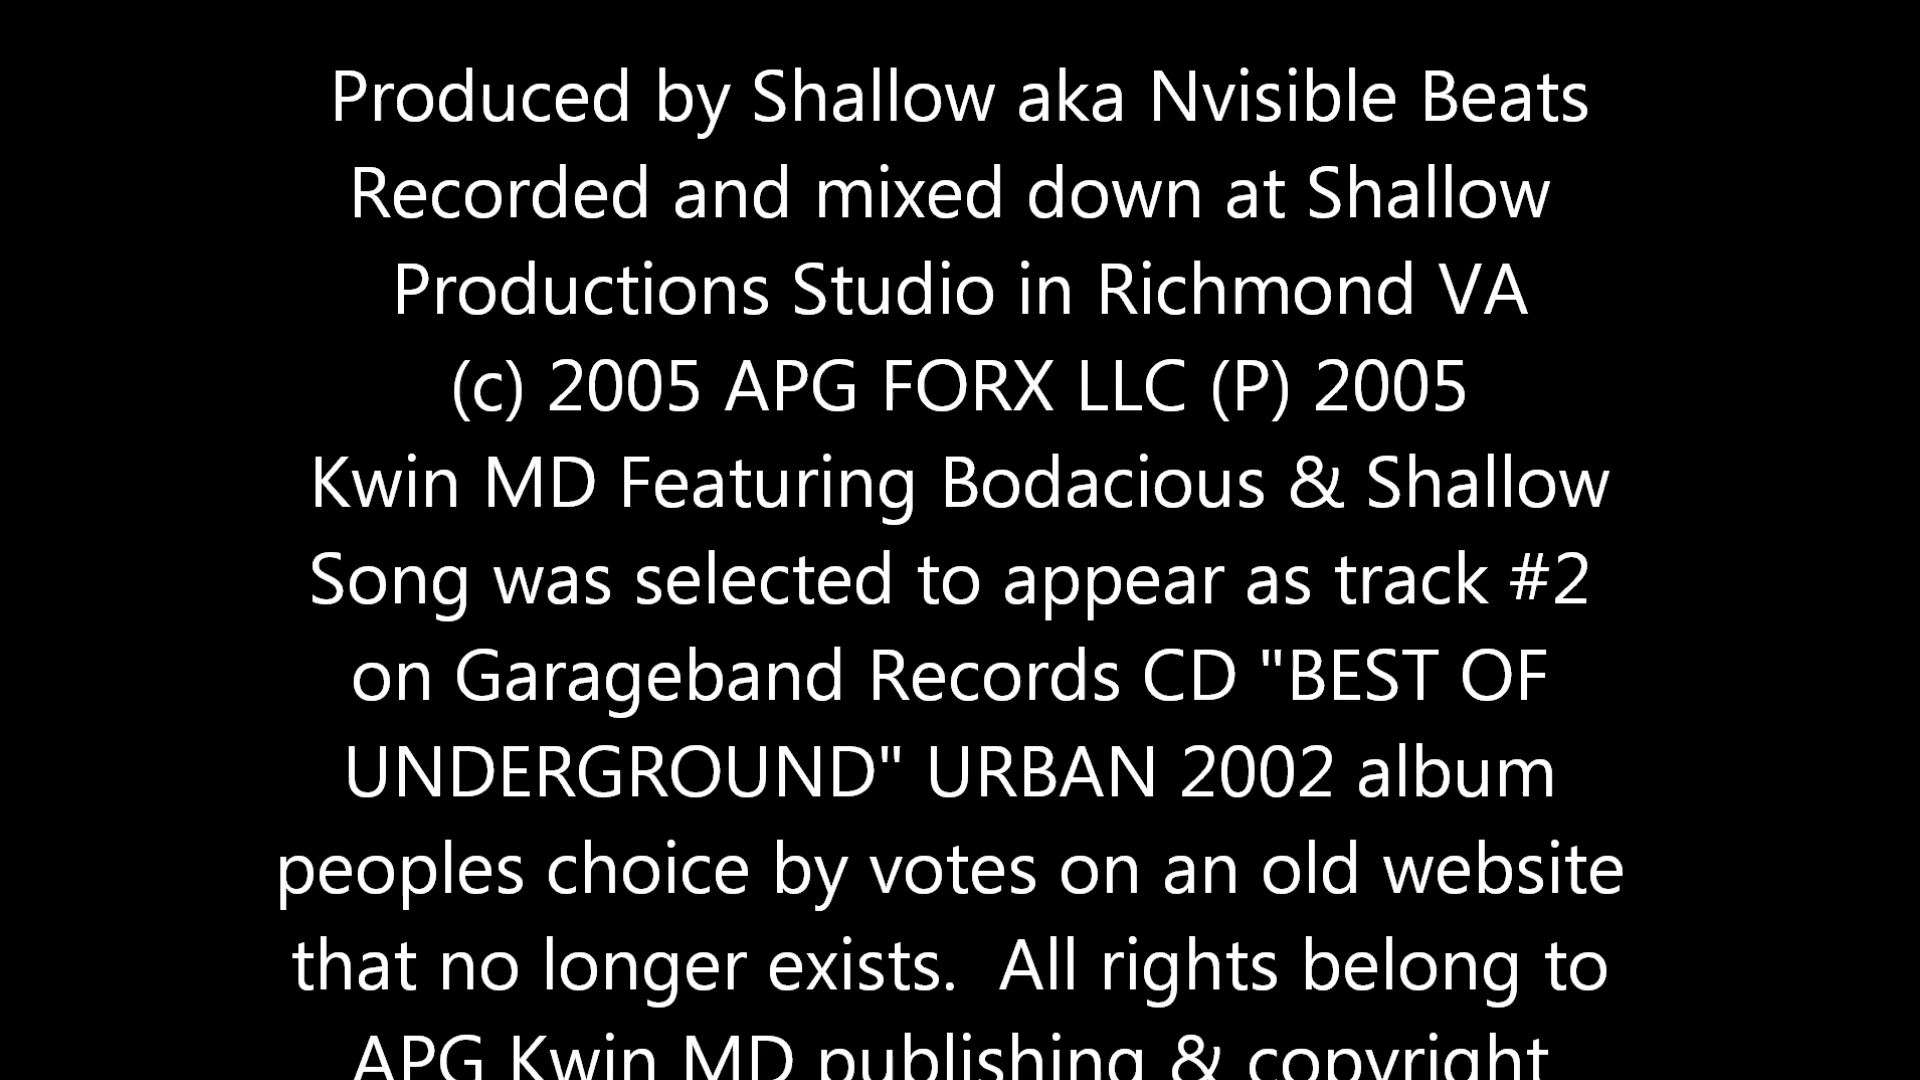 Produced by Shallow aka Nvisible Beats
Recorded and mixed down at Shallow
Productions Studio in Richmond VA
(c) 2005 APG FORX LLC (P) 2005
Kwin MD Featuring Bodacious & Shallow
Song was selected to appear as track #2
on Garageband Records CD "BEST OF
UNDERGROUND" URBAN 2002 album
peoples choice by votes on an old website
that no longer exists.  All rights belong to
APG Kwin MD publishing & copyright